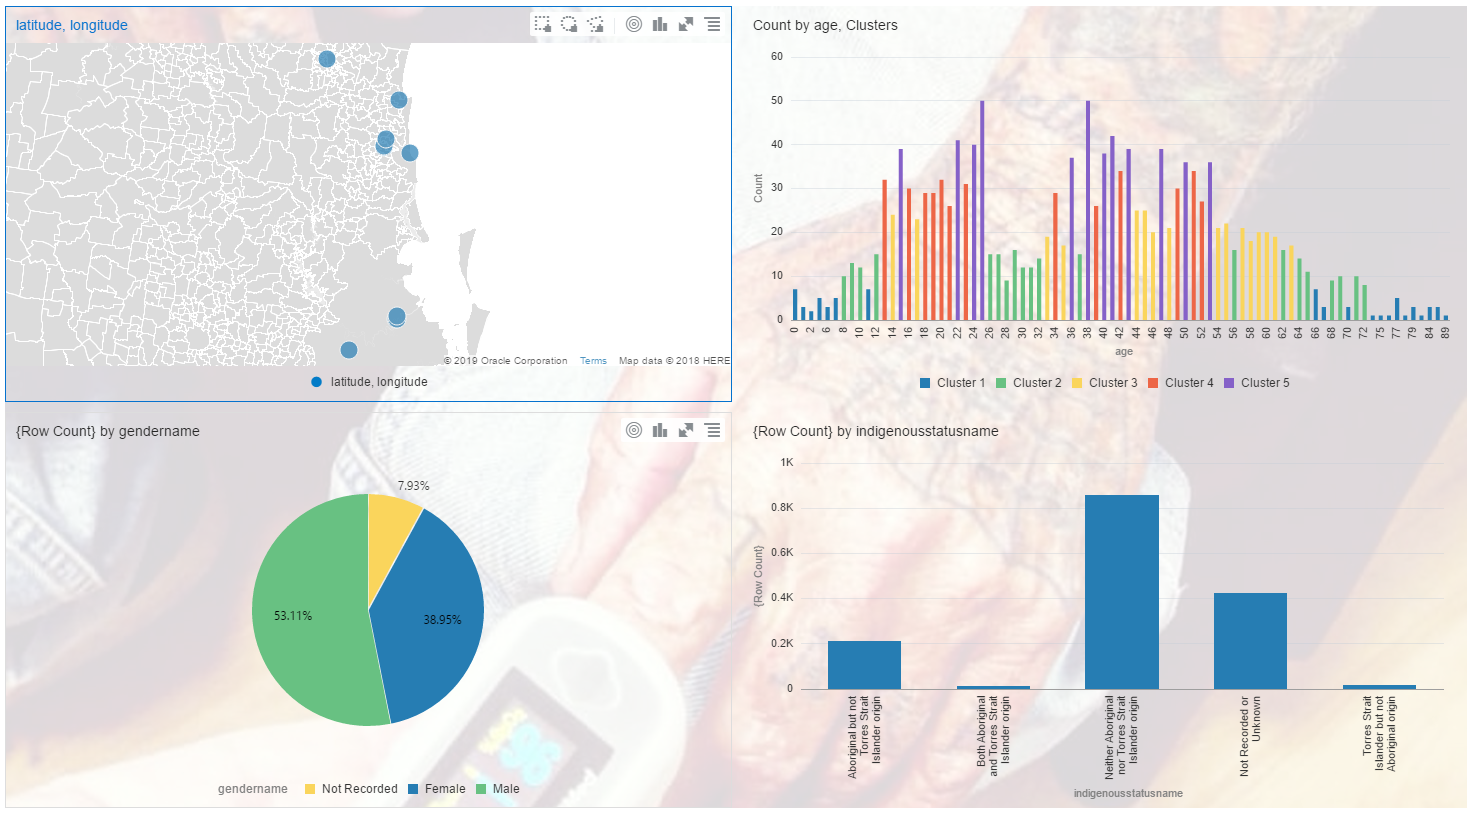 latitude, longitude
© 2019 Oracle Corporation Terms Map data © 2018 HERE
latitude, longitude
Count by age, Clusters
60
50
40
30
20
10
0
Count
0 2 6 8 10 12 14 16 18 20 22 24 26 28 30 32 34 36 38 40 42 44 46 48 50 52 54 56 58 60 62 64 66 68 70 72 75 77 79 84 89
age
Cluster 1 Cluster 2 Cluster 3 Cluster 4 Cluster 5
{Row Count} by gendername
7.93%
53.11%
38.95%
gendername Not Recorded Female Male
{Row Count} by indigenousstatusname
1K
0.8K
0.6K
0.4K
0.2K
0
{Row Count}
Aboriginal but not
Torres Strait
Islander origin
Both Aboriginal
and Torres Strait
Islander origin
Neither Aboriginal
nor Torres Strait
Islander origin
Not Recorded or
Unknown
Torres Strait
Islander but not
Aboriginal origin
indigenousstatusname